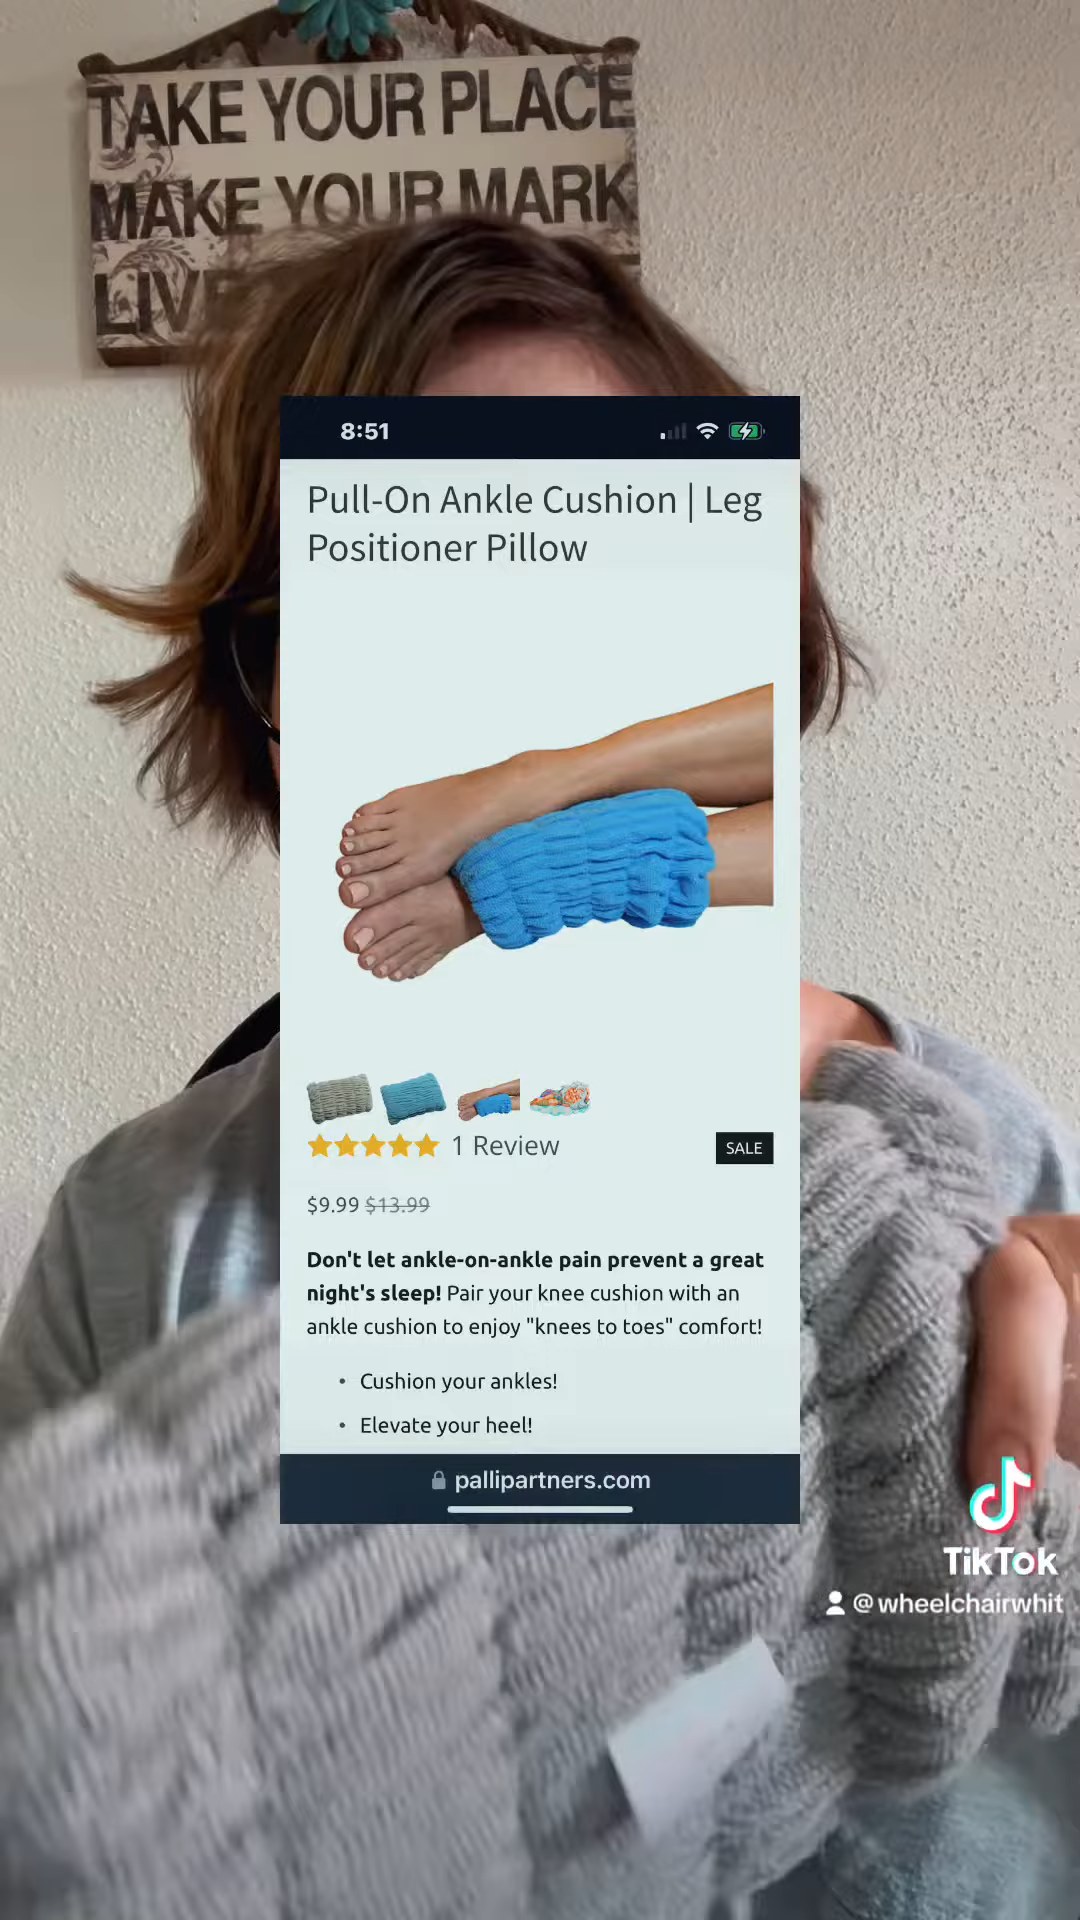 TAKE YOUR PLACE
MAKE YOUR MARK
8:51
Pull-On Ankle Cushion | Leg
Positioner Pillow
1 Review
SALE
$9.99 $13.99
Don't let ankle-on-ankle pain prevent a great
night's sleep! Pair your knee cushion with an
ankle cushion to enjoy "knees to toes" comfort!
• Cushion your ankles!
• Elevate your heel!
pallipartners.com
TikTok
@wheelchairwhit